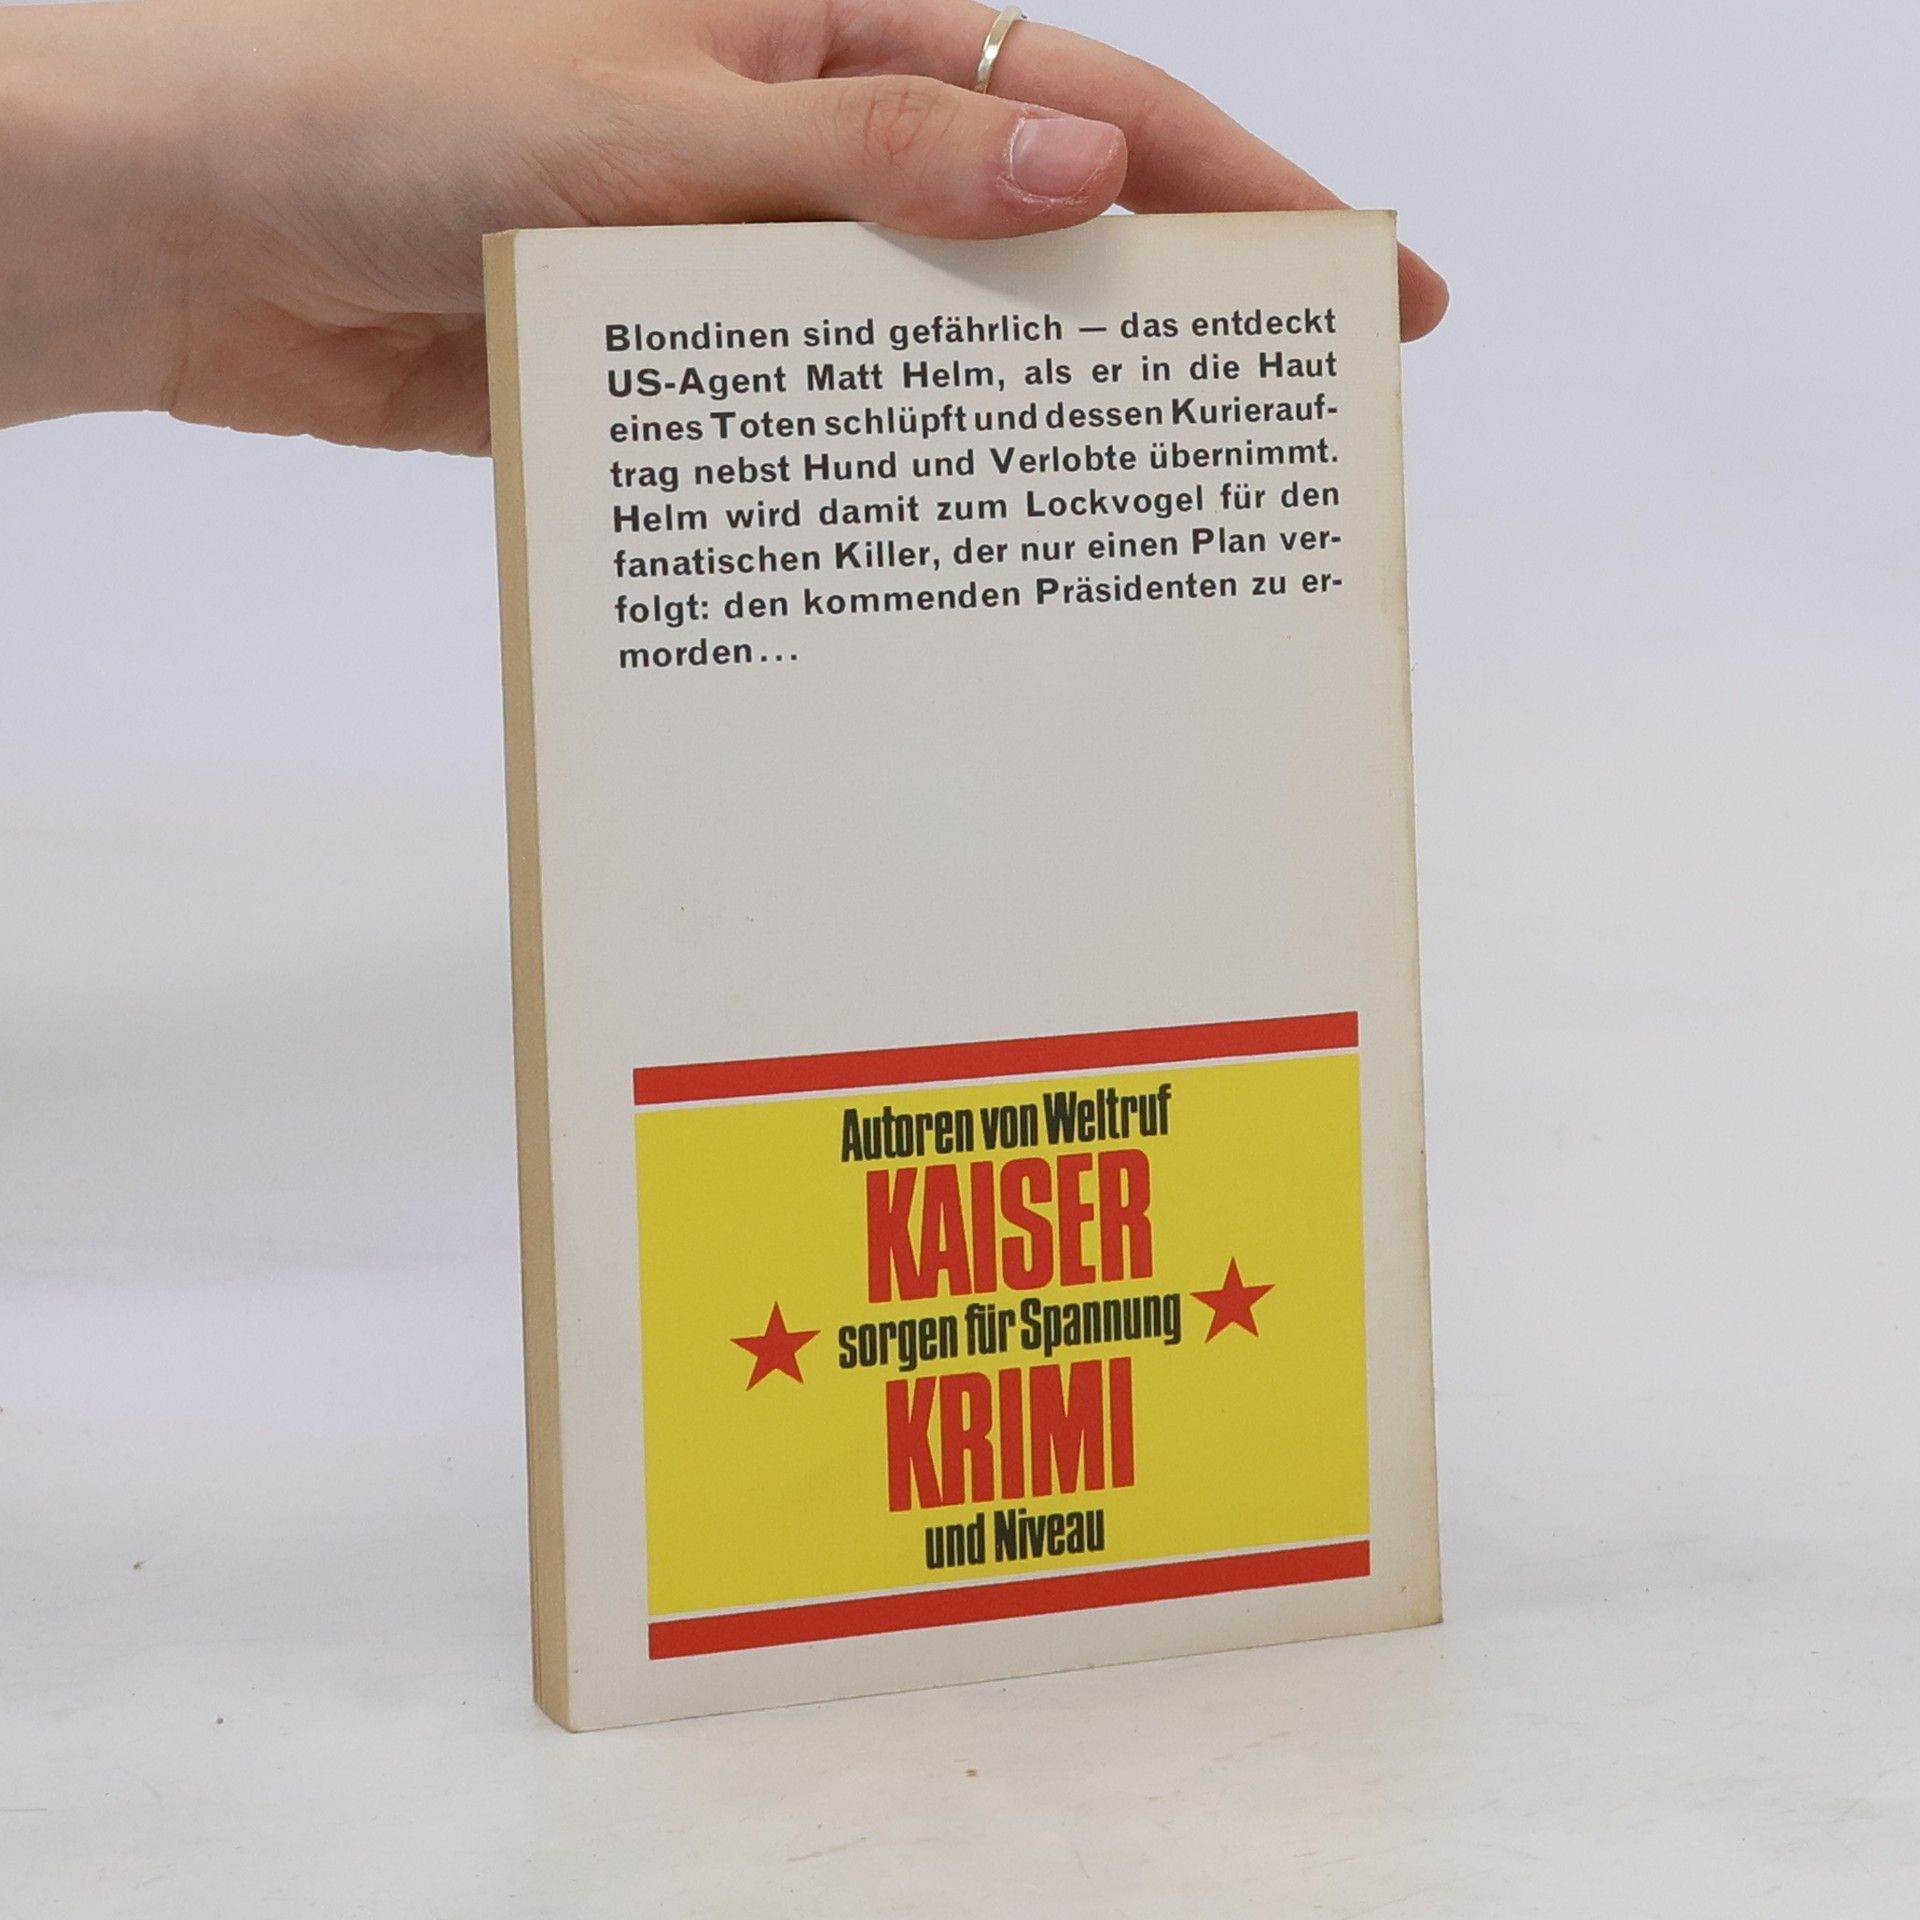 Blondinen sind gefährlich — das entdeckt
US-Agent Matt Helm, als er in die Haut
eines Toten schlüpft und dessen Kurierauf-
trag nebst Hund und Verlobte übernimmt.
Helm wird damit zum Lockvogel für den
fanatischen Killer, der nur einen Plan ver-
folgt: den kommenden Präsidenten zu er-
morden...
Autoren von Weltruf
KAISER
sorgen für Spannung
KRIMI
und Niveau